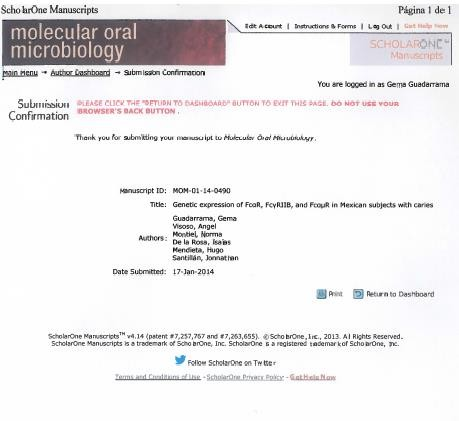 ScholarOne Manuscripts Página 1 de 1
molecular oral
microbiology
Edit Account | Instructions & Forms | Log Out | Get Help Now
SCHOLARONE™
Manuscripts
Main Menu → Author Dashboard → Submission Confirmation
You are logged in as Gema Guadarrama
Submission
Confirmation
PLEASE CLICK THE "RETURN TO DASHBOARD" BUTTON TO EXIT THIS PAGE. DO NOT USE YOUR
BROWSER'S BACK BUTTON .
Thank you for submitting your manuscript to Molecular Oral Microbiology.
Manuscript ID: MOM-01-14-0490
Title: Genetic expression of FcαR, FcγRIIB, and FcαμR in Mexican subjects with caries
Authors:
Guadarrama, Gema
Visoso, Angel
Montiel, Norma
De la Rosa, Isaías
Mendieta, Hugo
Santillán, Jonnathan
Date Submitted: 17-Jan-2014
Print Return to Dashboard
ScholarOne Manuscripts™ v4.14 (patent #7,257,767 and #7,263,655). © ScholarOne, Inc., 2013. All Rights Reserved.
ScholarOne Manuscripts is a trademark of ScholarOne, Inc. ScholarOne is a registered trademark of ScholarOne, Inc.
Follow ScholarOne on Twitter
Terms and Conditions of Use - ScholarOne Privacy Policy - Get Help Now